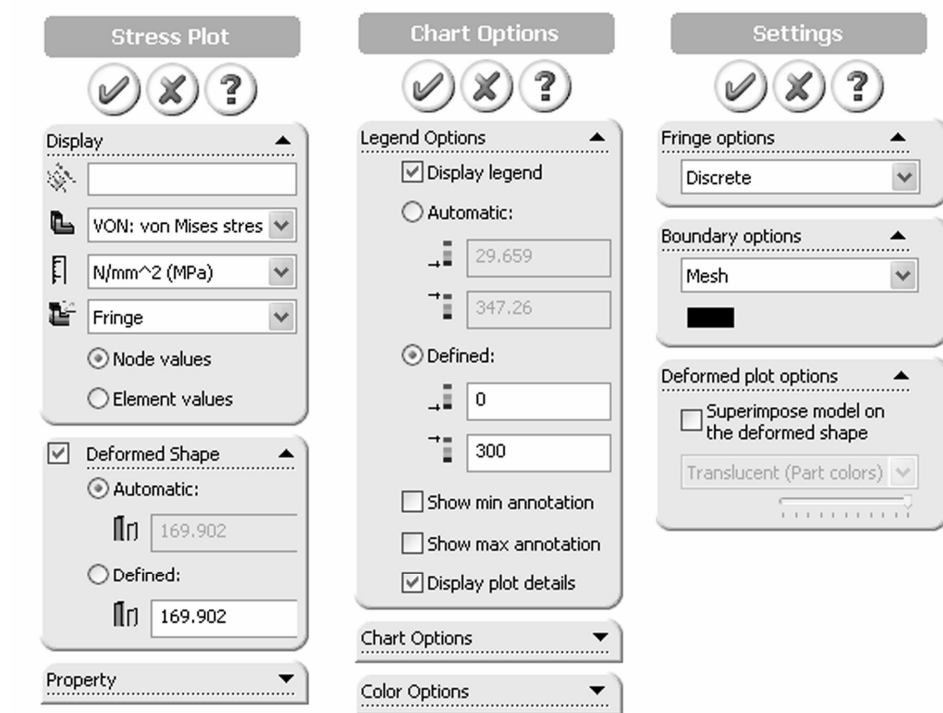 Stress Plot
?
Display
VON: von Mises stres
N/mm^2 (MPa)
Fringe
Node values
Element values
Deformed Shape
Automatic:
169.902
Defined:
169.902
Property
Chart Options
?
Legend Options
Display legend
Automatic:
29.659
347.26
Defined:
0
300
Show min annotation
Show max annotation
Display plot details
Chart Options
Color Options
Settings
?
Fringe options
Discrete
Boundary options
Mesh
Deformed plot options
Superimpose model on
the deformed shape
Translucent (Part colors)